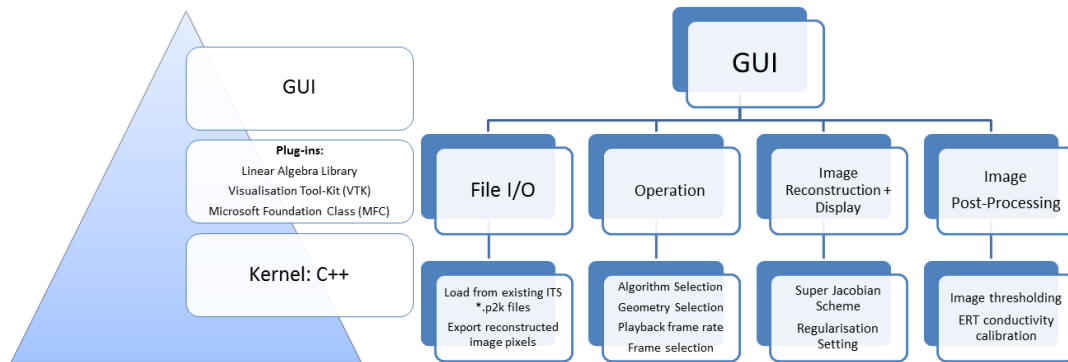 GUI
Plug-ins:
Linear Algebra Library
Visualisation Tool-Kit (VTK)
Microsoft Foundation Class (MFC)
Kernel: C++
GUI
File I/O
Operation
Image
Reconstruction +
Display
Image
Post-Processing
Load from existing ITS
*.p2k files
Export reconstructed
image pixels
Algorithm Selection
Geometry Selection
Playback frame rate
Frame selection
Super Jacobian
Scheme
Regularisation
Setting
Image thresholding
ERT conductivity
calibration